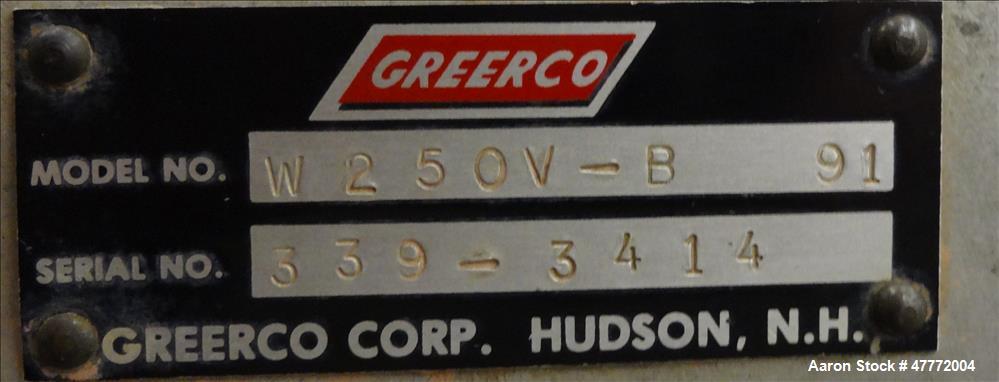 GREERCO
MODEL NO. W250V-B 91
SERIAL NO. 339-3414
GREERCO CORP. HUDSON, N.H.
Aaron Stock # 47772004